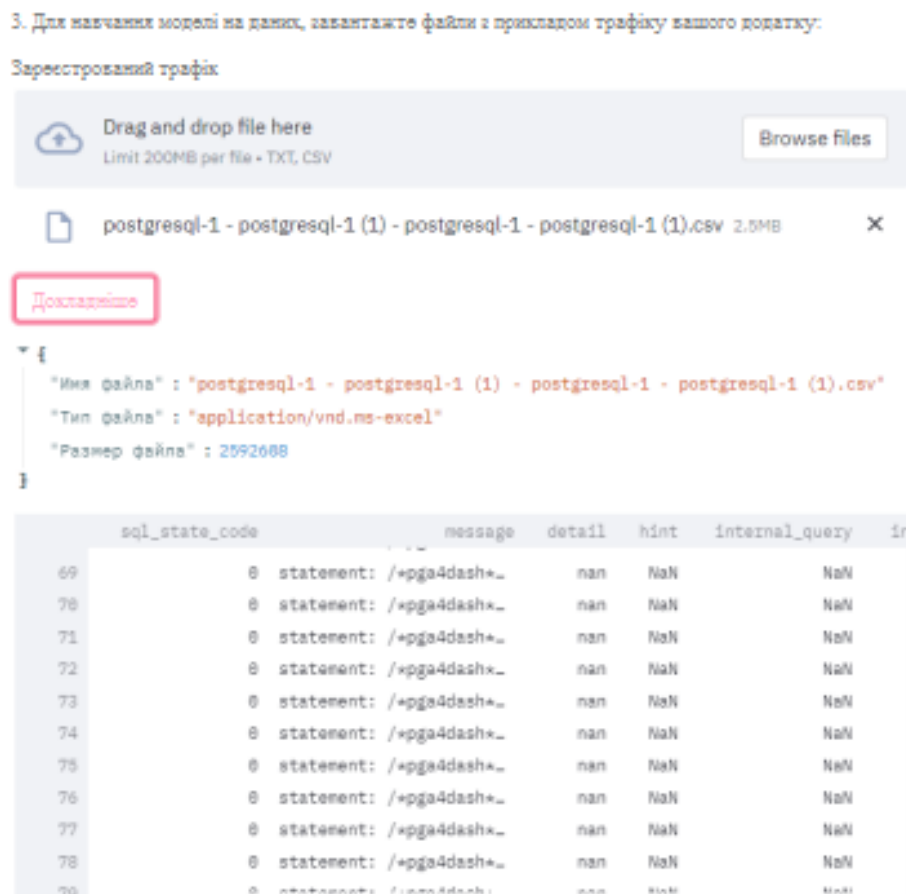 3. Для навчання моделі на даних, завантажте файли з прикладом трафіку вашого додатку:
Зареєстрований трафік
Drag and drop file here
Limit 200MB per file • TXT, CSV
Browse files
postgresql-1 - postgresql-1 (1) - postgresql-1 - postgresql-1 (1).csv 2.5MB
Докладніше
{
"Имя файла" : "postgresql-1 - postgresql-1 (1) - postgresql-1 - postgresql-1 (1).csv"
"Тип файла" : "application/vnd.ms-excel"
"Размер файла" : 2592688
}
sql_state_code message detail hint internal_query in
69 0 statement: /*pga4dash*… nan NaN NaN
70 0 statement: /*pga4dash*… nan NaN NaN
71 0 statement: /*pga4dash*… nan NaN NaN
72 0 statement: /*pga4dash*… nan NaN NaN
73 0 statement: /*pga4dash*… nan NaN NaN
74 0 statement: /*pga4dash*… nan NaN NaN
75 0 statement: /*pga4dash*… nan NaN NaN
76 0 statement: /*pga4dash*… nan NaN NaN
77 0 statement: /*pga4dash*… nan NaN NaN
78 0 statement: /*pga4dash*… nan NaN NaN